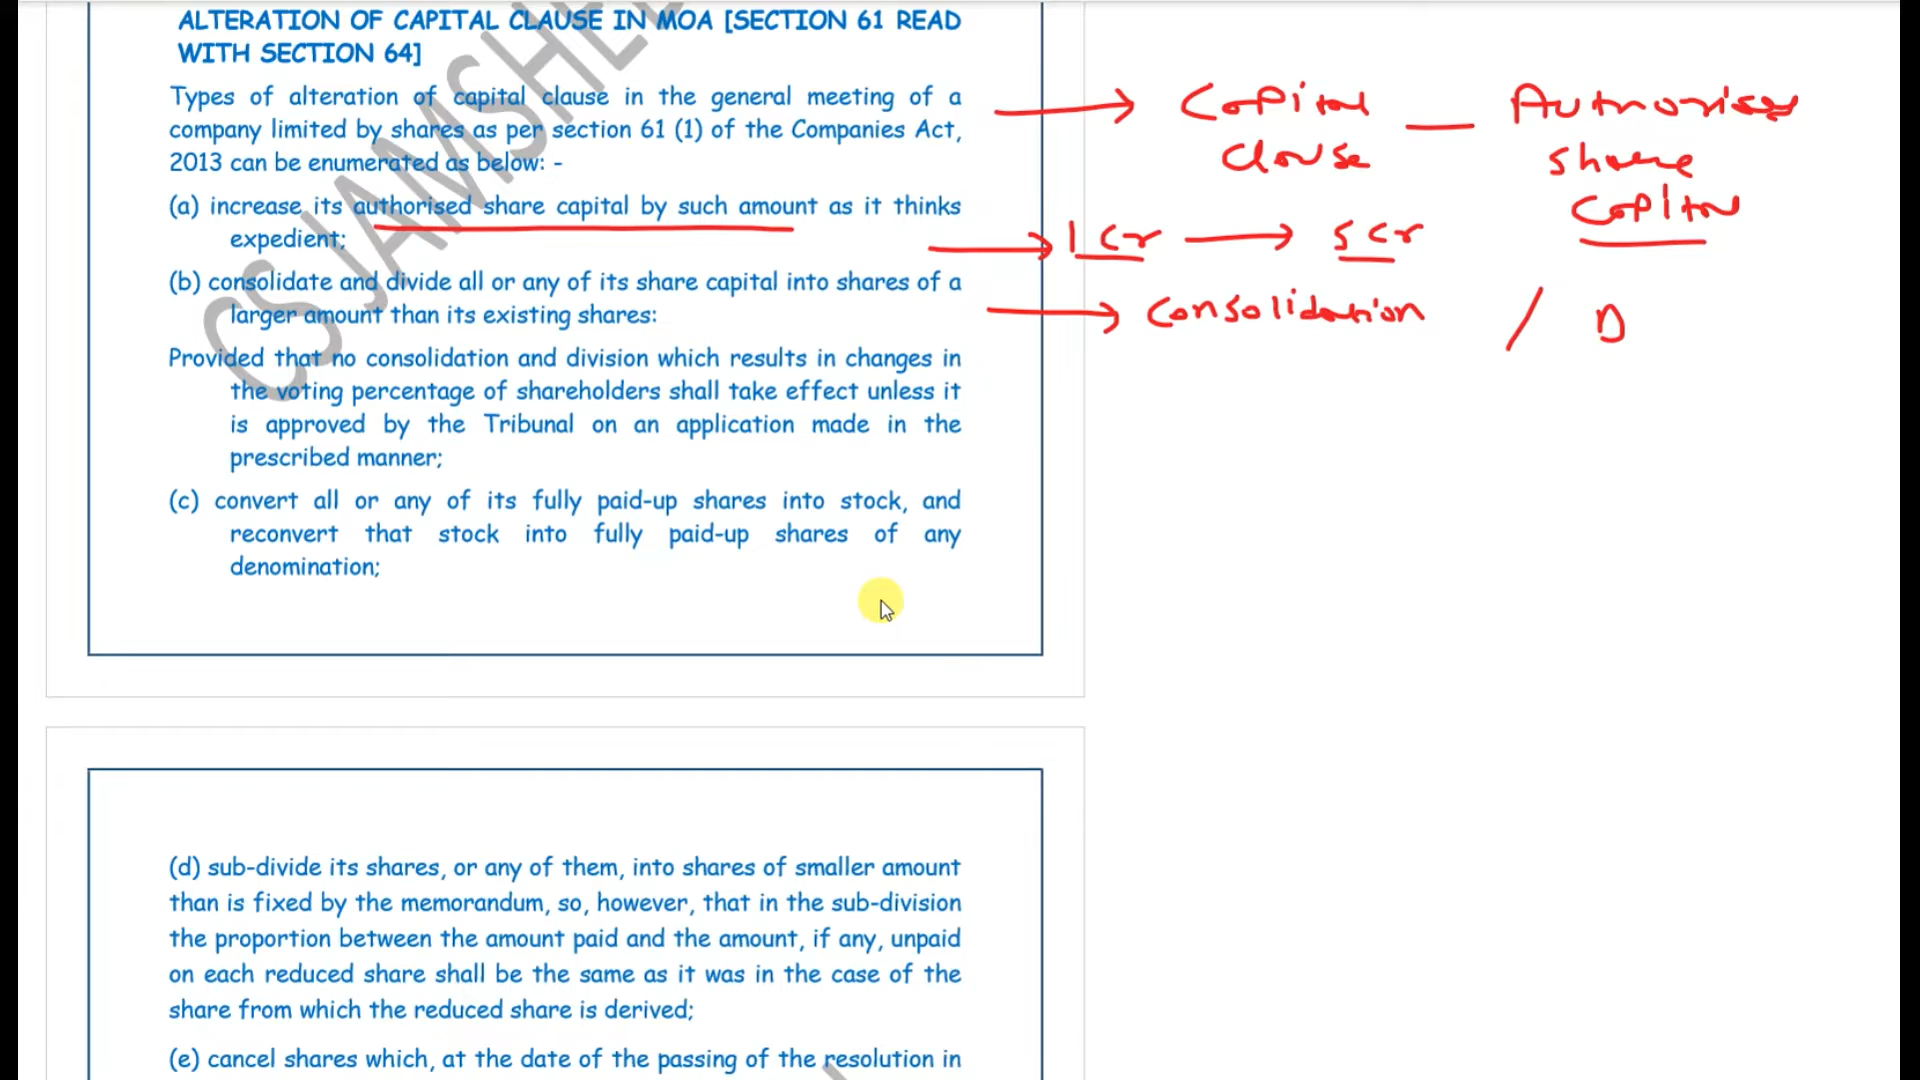 ALTERATION OF CAPITAL CLAUSE IN MOA [SECTION 61 READ
WITH SECTION 64]
Types of alteration of capital clause in the general meeting of a
company limited by shares as per section 61 (1) of the Companies Act,
2013 can be enumerated as below: -
(a) increase its authorised share capital by such amount as it thinks
expedient;
(b) consolidate and divide all or any of its share capital into shares of a
larger amount than its existing shares:
Provided that no consolidation and division which results in changes in
the voting percentage of shareholders shall take effect unless it
is approved by the Tribunal on an application made in the
prescribed manner;
(c) convert all or any of its fully paid-up shares into stock, and
reconvert that stock into fully paid-up shares of any
denomination;
(d) sub-divide its shares, or any of them, into shares of smaller amount
than is fixed by the memorandum, so, however, that in the sub-division
the proportion between the amount paid and the amount, if any, unpaid
on each reduced share shall be the same as it was in the case of the
share from which the reduced share is derived;
(e) cancel shares which, at the date of the passing of the resolution in
CS JAMSHE
Capital — Authorised
Clause share
Capital
1 Cr → 5 Cr
Consolidation / D